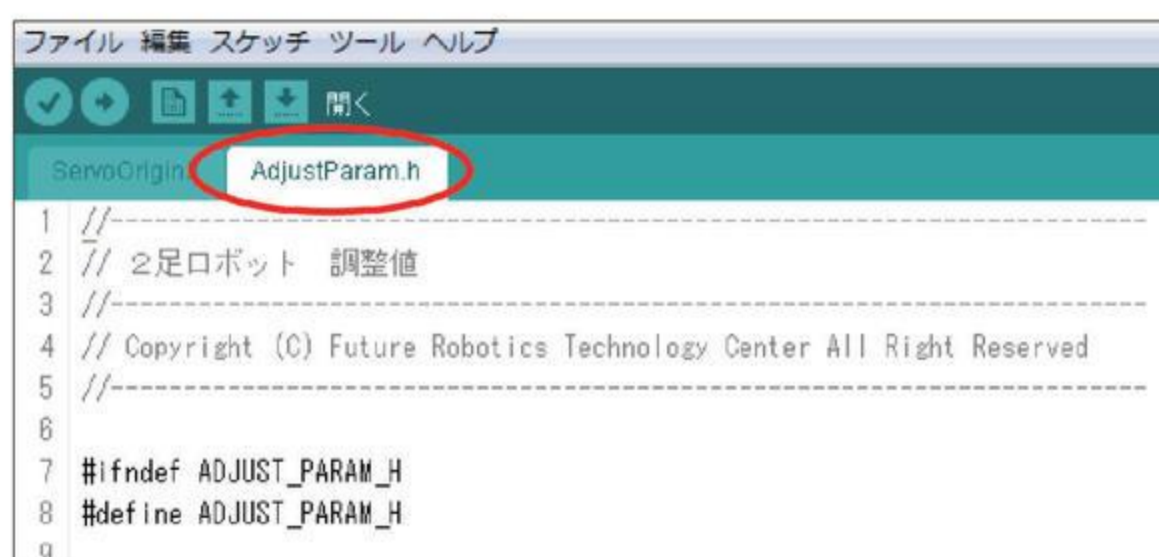 ファイル 編集 スケッチ ツール ヘルプ
開く
AdjustParam.h
1 //------------------------------------------------------------------------
2 // ２足ロボット　調整値
3 //------------------------------------------------------------------------
4 // Copyright (C) Future Robotics Technology Center All Right Reserved
5 //------------------------------------------------------------------------
6
7 #ifndef ADJUST_PARAM_H
8 #define ADJUST_PARAM_H
9